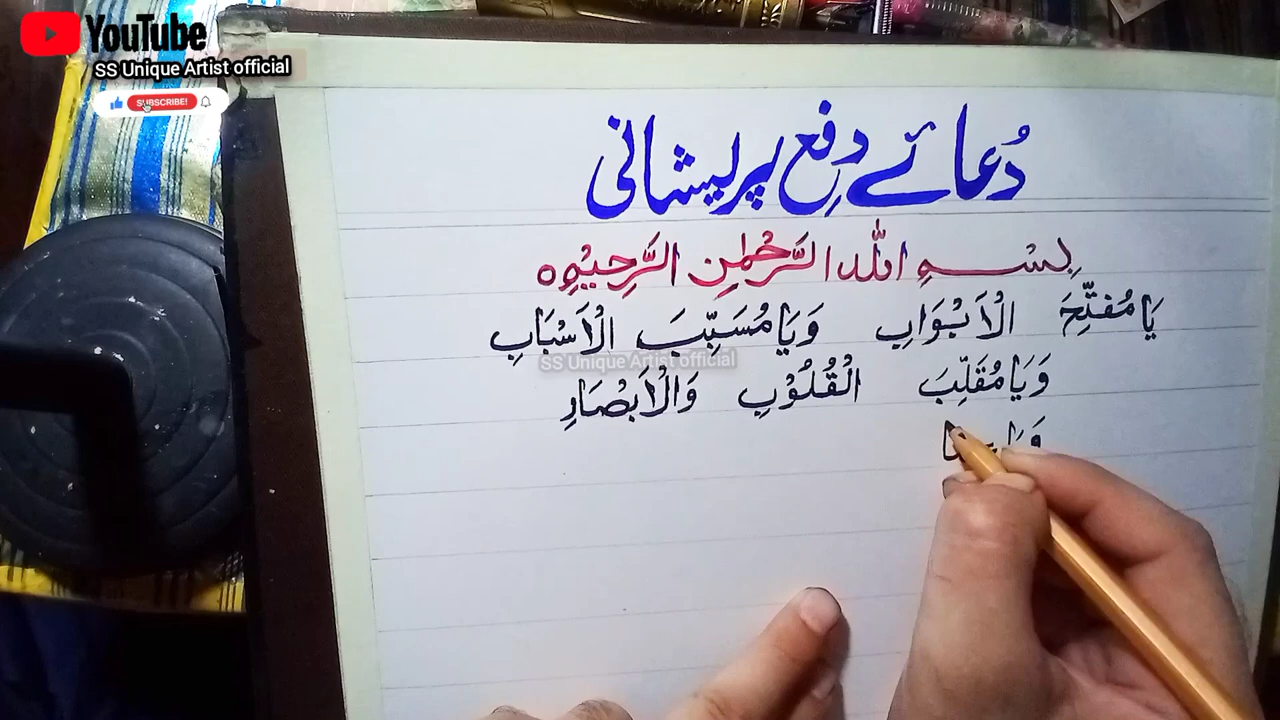 YouTube
SS Unique Artist official
SUBSCRIBE!
دُعائے دفعِ پریشانی
بِسْمِ اللّٰہِ الرَّحْمٰنِ الرَّحِیْمِ
یَا مُفَتِّحَ الْاَبْوَابِ وَیَا مُسَبِّبَ الْاَسْبَابِ
SS Unique Artist official
وَیَا مُقَلِّبَ الْقُلُوْبِ وَالْاَبْصَارِ
وَیَا